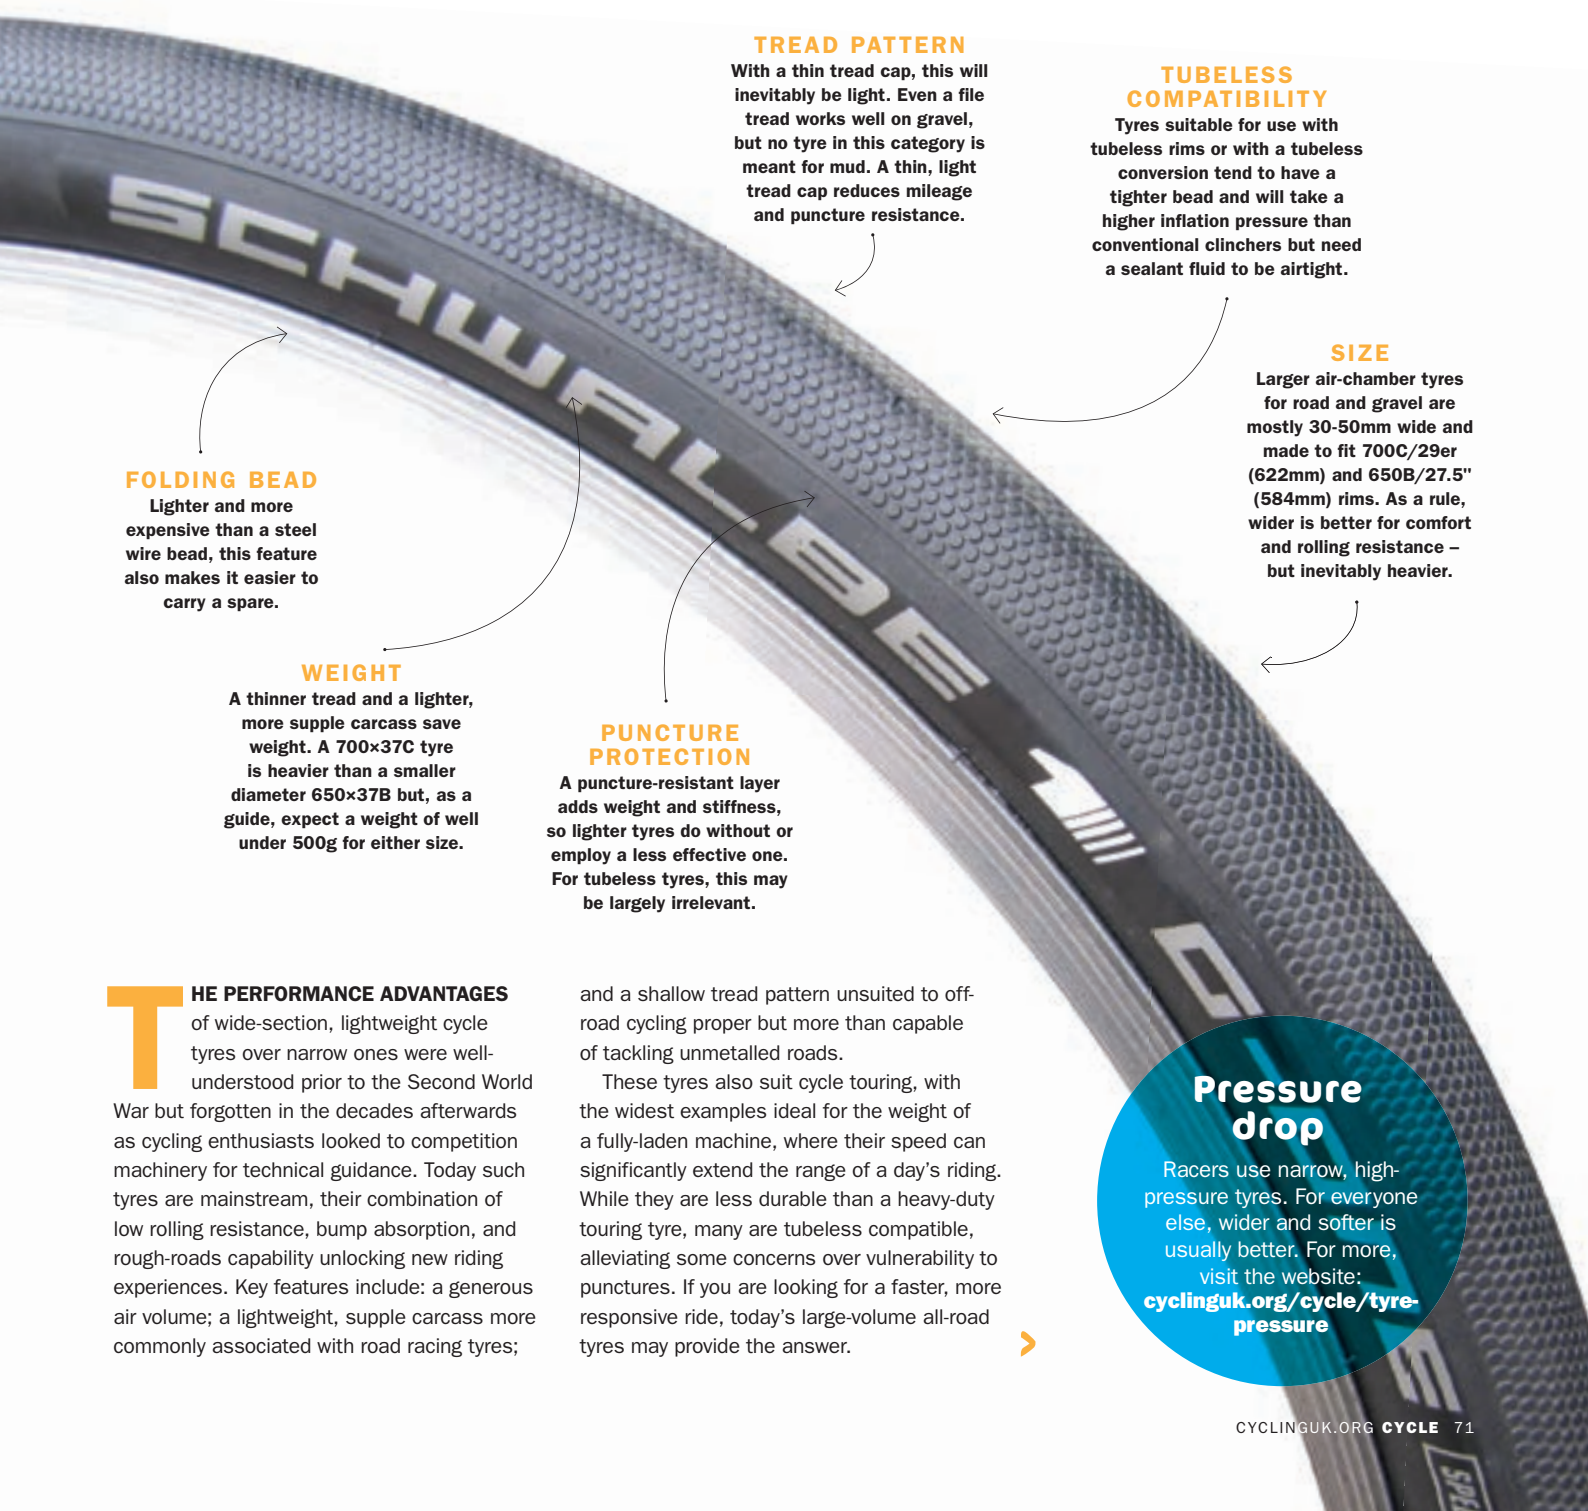 TREAD PATTERN
With a thin tread cap, this will
inevitably be light. Even a file
tread works well on gravel,
but no tyre in this category is
meant for mud. A thin, light
tread cap reduces mileage
and puncture resistance.
TUBELESS
COMPATIBILITY
Tyres suitable for use with
tubeless rims or with a tubeless
conversion tend to have a
tighter bead and will take a
higher inflation pressure than
conventional clinchers but need
a sealant fluid to be airtight.
SIZE
Larger air-chamber tyres
for road and gravel are
mostly 30-50mm wide and
made to fit 700C/29er
(622mm) and 650B/27.5"
(584mm) rims. As a rule,
wider is better for comfort
and rolling resistance –
but inevitably heavier.
SCHWALBE
FOLDING BEAD
Lighter and more
expensive than a steel
wire bead, this feature
also makes it easier to
carry a spare.
WEIGHT
A thinner tread and a lighter,
more supple carcass save
weight. A 700×37C tyre
is heavier than a smaller
diameter 650×37B but, as a
guide, expect a weight of well
under 500g for either size.
PUNCTURE
PROTECTION
A puncture-resistant layer
adds weight and stiffness,
so lighter tyres do without or
employ a less effective one.
For tubeless tyres, this may
be largely irrelevant.
THE PERFORMANCE ADVANTAGES
of wide-section, lightweight cycle
tyres over narrow ones were well-
understood prior to the Second World
War but forgotten in the decades afterwards
as cycling enthusiasts looked to competition
machinery for technical guidance. Today such
tyres are mainstream, their combination of
low rolling resistance, bump absorption, and
rough-roads capability unlocking new riding
experiences. Key features include: a generous
air volume; a lightweight, supple carcass more
commonly associated with road racing tyres;
and a shallow tread pattern unsuited to off-
road cycling proper but more than capable
of tackling unmetalled roads.
These tyres also suit cycle touring, with
the widest examples ideal for the weight of
a fully-laden machine, where their speed can
significantly extend the range of a day's riding.
While they are less durable than a heavy-duty
touring tyre, many are tubeless compatible,
alleviating some concerns over vulnerability to
punctures. If you are looking for a faster, more
responsive ride, today's large-volume all-road
tyres may provide the answer.
Pressure
drop
Racers use narrow, high-
pressure tyres. For everyone
else, wider and softer is
usually better. For more,
visit the website:
cyclinguk.org/cycle/tyre-
pressure
CYCLINGUK.ORG CYCLE 71